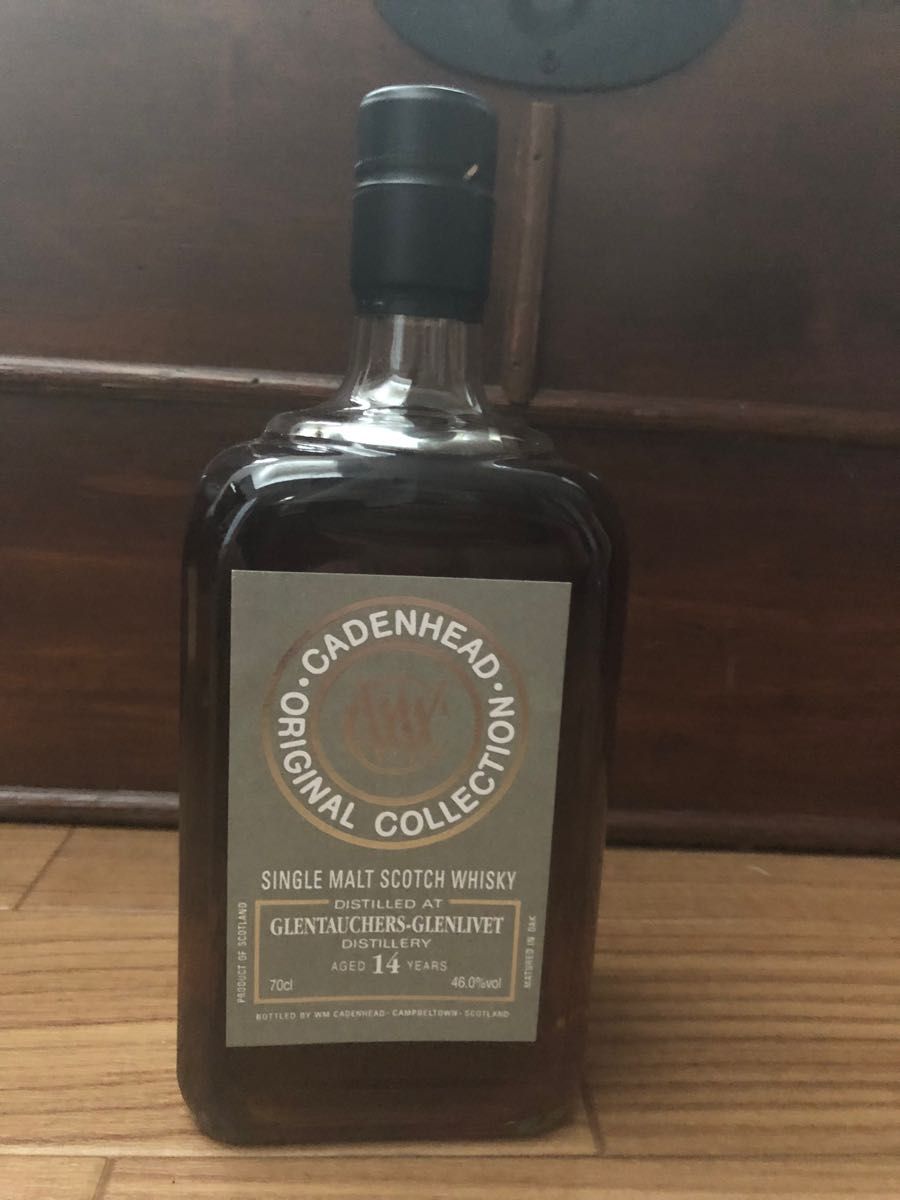 · CADENHEAD ·
ORIGINAL COLLECTION
SINGLE MALT SCOTCH WHISKY
DISTILLED AT
GLENTAUCHERS-GLENLIVET
DISTILLERY
AGED 14 YEARS
70cl 46.0%vol
PRODUCT OF SCOTLAND
MATURED IN OAK
BOTTLED BY WM CADENHEAD · CAMPBELTOWN · SCOTLAND